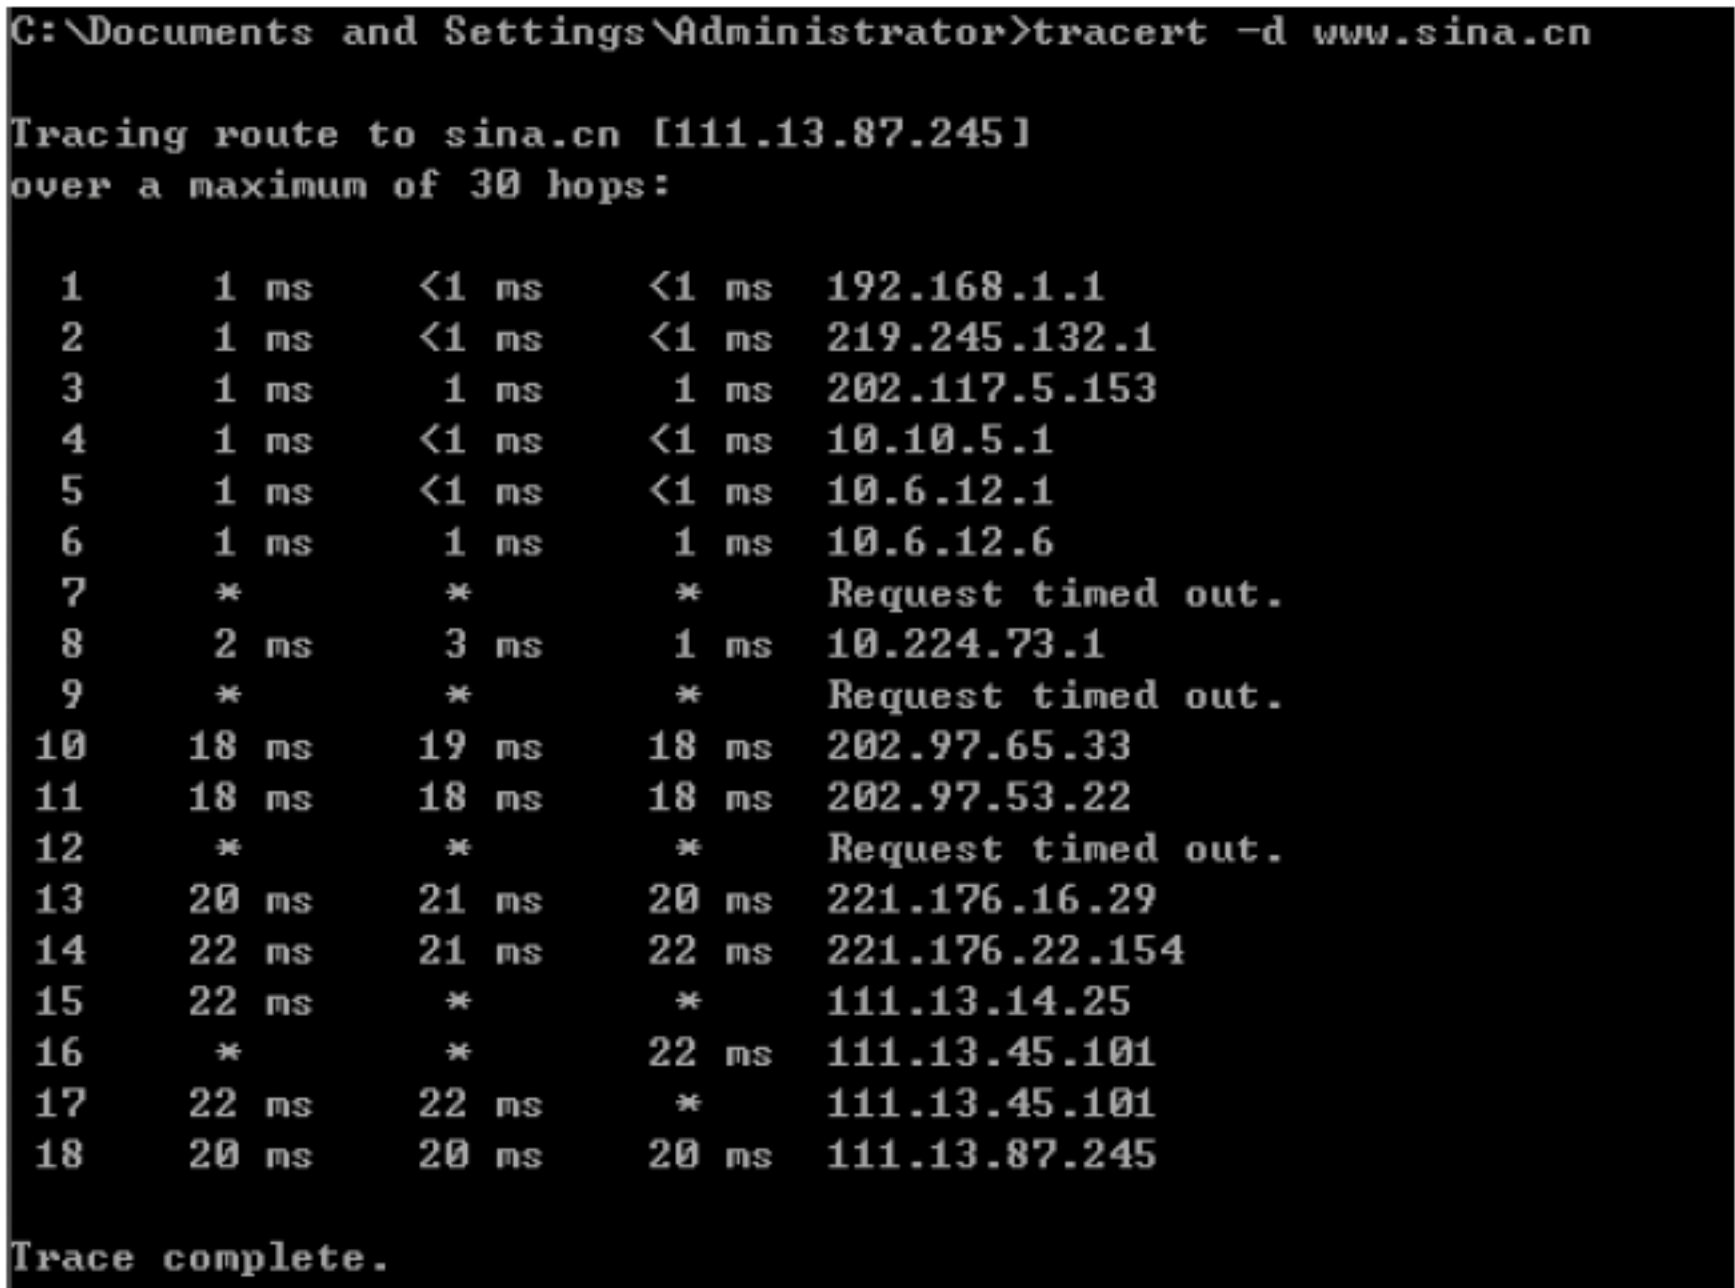 C:\Documents and Settings\Administrator>tracert -d www.sina.cn
Tracing route to sina.cn [111.13.87.245]
over a maximum of 30 hops:
1 1 ms <1 ms <1 ms 192.168.1.1
2 1 ms <1 ms <1 ms 219.245.132.1
3 1 ms 1 ms 1 ms 202.117.5.153
4 1 ms <1 ms <1 ms 10.10.5.1
5 1 ms <1 ms <1 ms 10.6.12.1
6 1 ms 1 ms 1 ms 10.6.12.6
7 * * * Request timed out.
8 2 ms 3 ms 1 ms 10.224.73.1
9 * * * Request timed out.
10 18 ms 19 ms 18 ms 202.97.65.33
11 18 ms 18 ms 18 ms 202.97.53.22
12 * * * Request timed out.
13 20 ms 21 ms 20 ms 221.176.16.29
14 22 ms 21 ms 22 ms 221.176.22.154
15 22 ms * * 111.13.14.25
16 * * 22 ms 111.13.45.101
17 22 ms 22 ms * 111.13.45.101
18 20 ms 20 ms 20 ms 111.13.87.245
Trace complete.